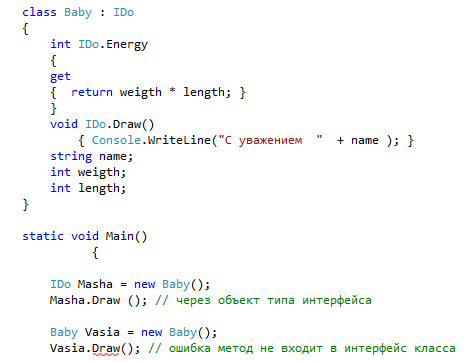 class Baby : IDo
{
int IDo.Energy
{
get
{  return weigth * length; }
}
void IDo.Draw()
{ Console.WriteLine("С уважением  "  + name ); }
string name;
int weigth;
int length;
}
static void Main()
{
IDo Masha = new Baby();
Masha.Draw (); // через объект типа интерфейса
Baby Vasia = new Baby();
Vasia.Draw(); // ошибка метод не входит в интерфейс класса